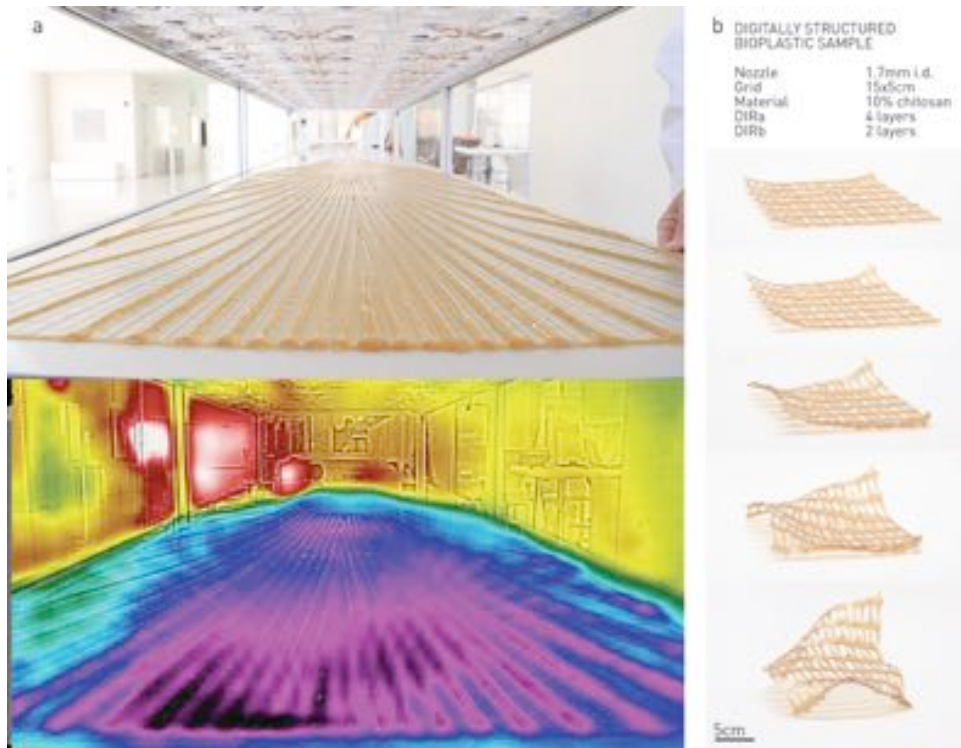 a
b DIGITALLY STRUCTURED
BIOPLASTIC SAMPLE
Nozzle 1.7mm i.d.
Grid 15x5cm
Material 10% chitosan
DIRa 4 layers
DIRb 2 layers
5cm